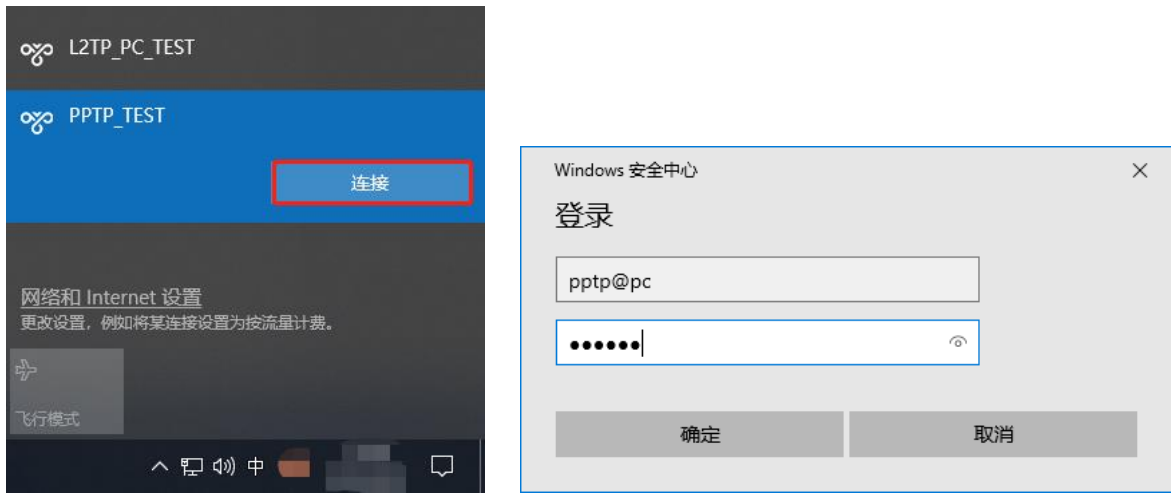 L2TP_PC_TEST
PPTP_TEST
连接
网络和 Internet 设置
更改设置，例如将某连接设置为按流量计费。
飞行模式
中
Windows 安全中心
登录
pptp@pc
●●●●●●
确定
取消